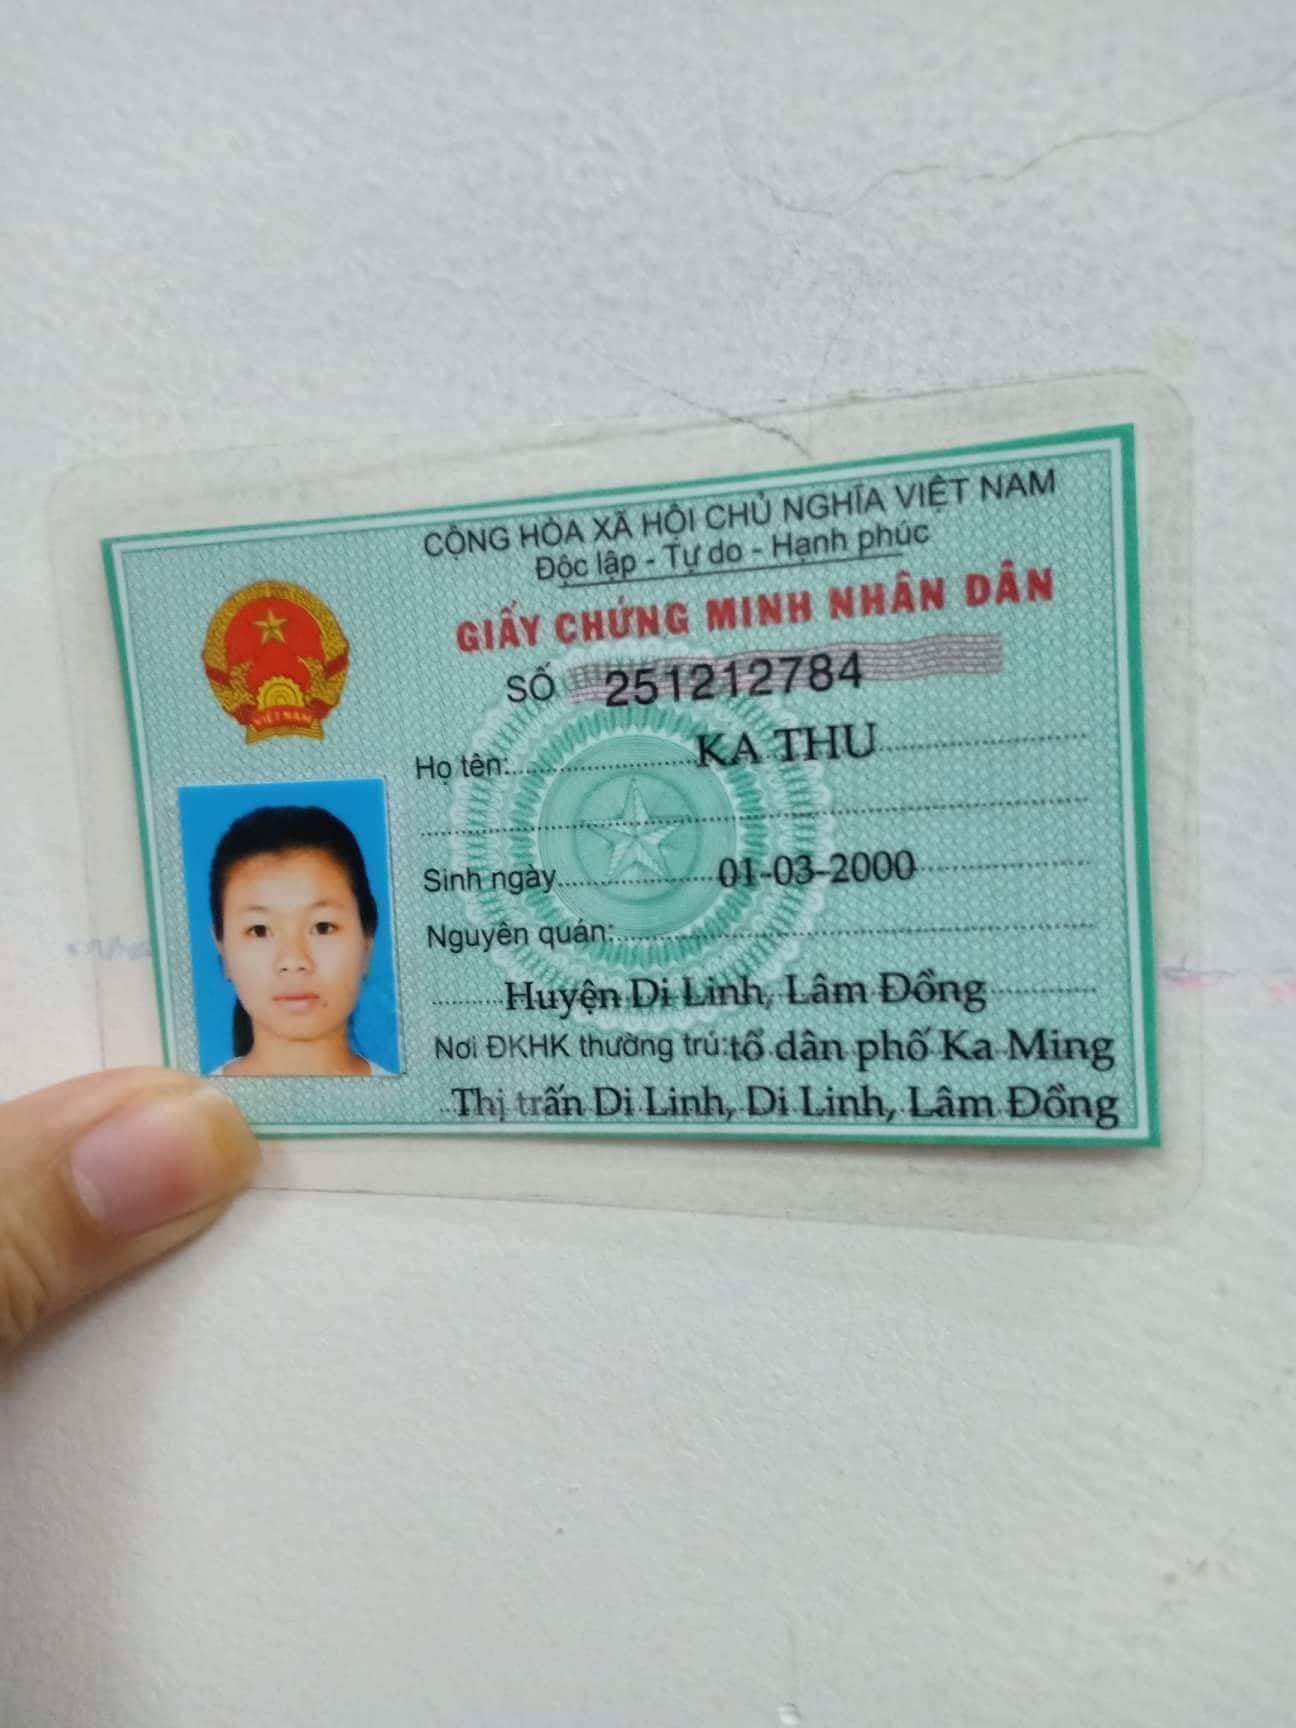 CỘNG HÒA XÃ HỘI CHỦ NGHĨA VIỆT NAM
Độc lập - Tự do - Hạnh phúc
GIẤY CHỨNG MINH NHÂN DÂN
SỐ 251212784
VIỆT NAM
Họ tên: KA THU
Sinh ngày 01-03-2000
Nguyên quán:
Huyện Di Linh, Lâm Đồng
Nơi ĐKHK thường trú: tổ dân phố Ka Ming
Thị trấn Di Linh, Di Linh, Lâm Đồng